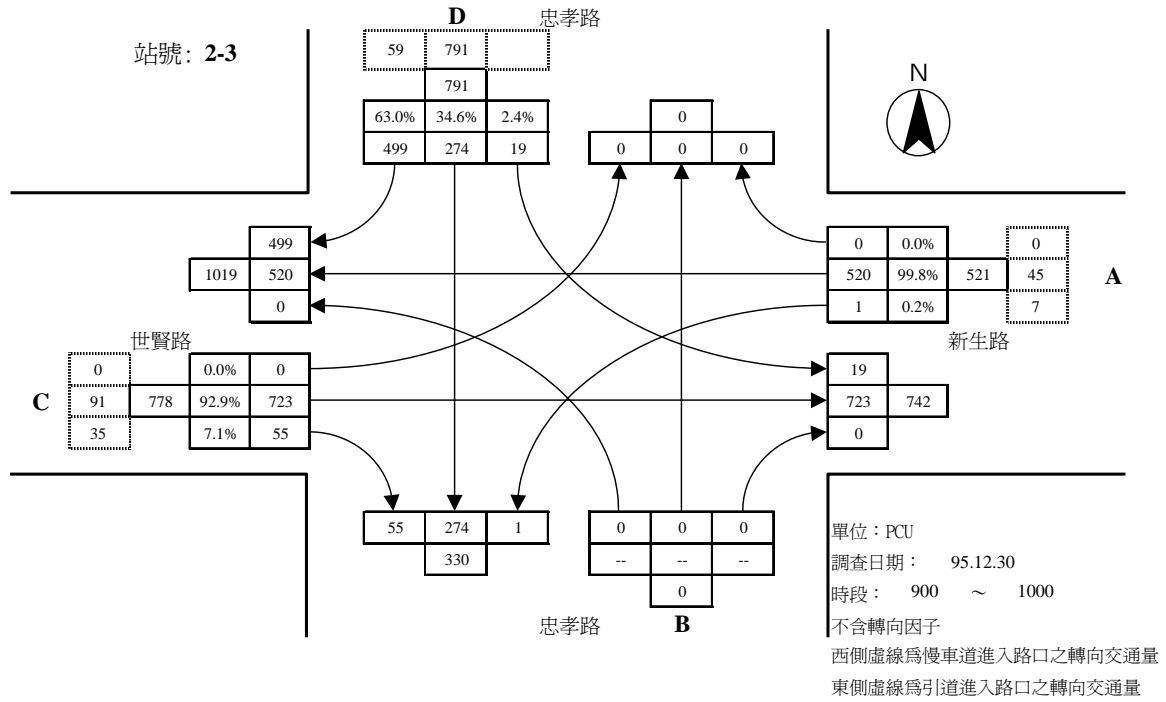 D 忠孝路
站號: 2-3
59 791
791
N
63.0% 34.6% 2.4%
0
499 274 19
0 0 0
499
0 0.0% 0
1019 520
520 99.8% 521 45 A
0
1 0.2% 7
世賢路
新生路
0 0.0% 0
19
C 91 778 92.9% 723
723 742
35 7.1% 55
0
55 274 1
0 0 0
330
-- -- --
0
忠孝路 B
單位：PCU
調查日期： 95.12.30
時段： 900 ～ 1000
不含轉向因子
西側虛線為慢車道進入路口之轉向交通量
東側虛線為引道進入路口之轉向交通量